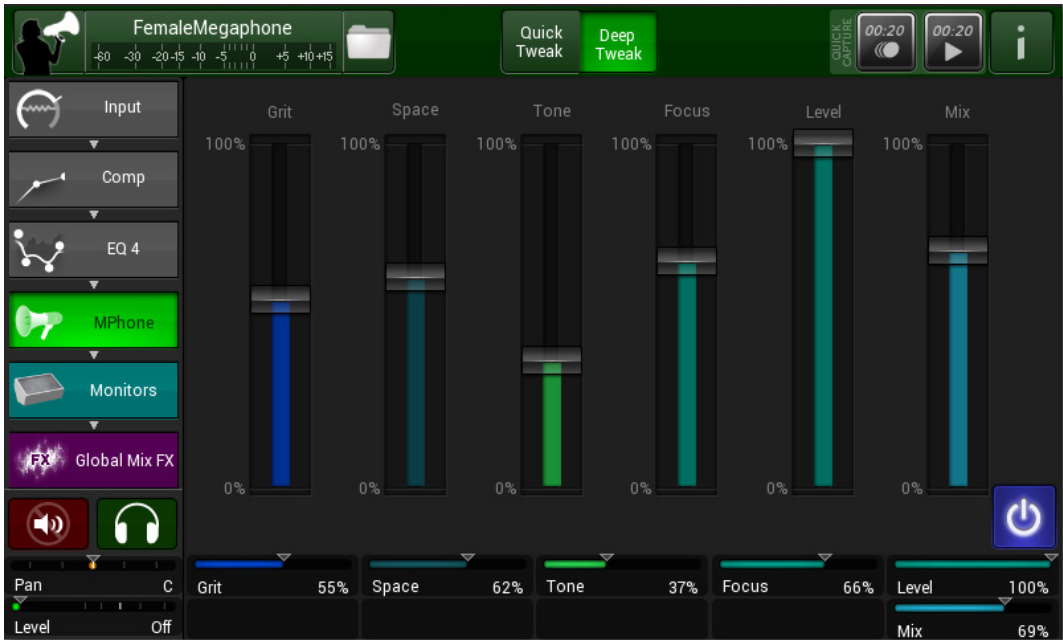 FemaleMegaphone
-60 -30 -20-15 -10 -5 0 +5 +10+15
Quick
Tweak
Deep
Tweak
QUICK
CAPTURE
00:20
00:20
i
Input
Comp
EQ 4
MPhone
Monitors
FX
Global Mix FX
Grit
Space
Tone
Focus
Level
Mix
100%
100%
100%
100%
100%
100%
0%
0%
0%
0%
0%
0%
Pan C
Level Off
Grit 55%
Space 62%
Tone 37%
Focus 66%
Level 100%
Mix 69%